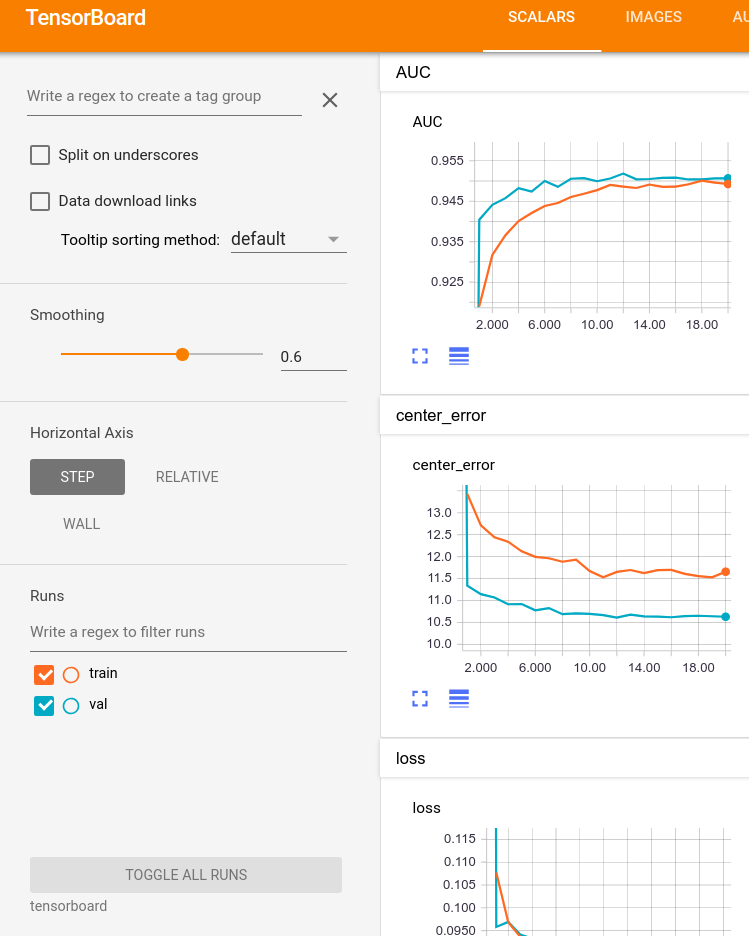 TensorBoard
SCALARS IMAGES AU
Write a regex to create a tag group
Split on underscores
Data download links
Tooltip sorting method: default
Smoothing
0.6
Horizontal Axis
STEP RELATIVE
WALL
Runs
Write a regex to filter runs
train
val
TOGGLE ALL RUNS
tensorboard
AUC
AUC
0.955
0.945
0.935
0.925
2.000 6.000 10.00 14.00 18.00
center_error
center_error
13.0
12.5
12.0
11.5
11.0
10.5
10.0
2.000 6.000 10.00 14.00 18.00
loss
loss
0.115
0.110
0.105
0.100
0.0950